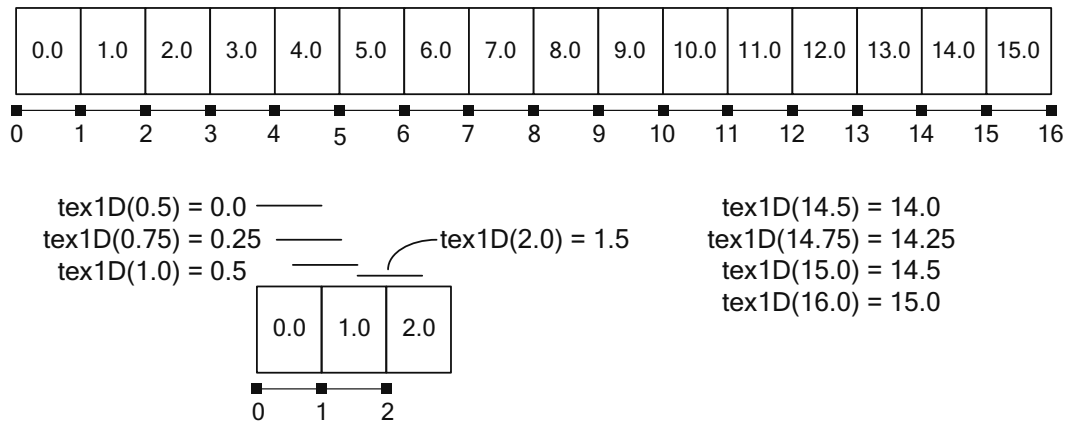 0.0 1.0 2.0 3.0 4.0 5.0 6.0 7.0 8.0 9.0 10.0 11.0 12.0 13.0 14.0 15.0
0 1 2 3 4 5 6 7 8 9 10 11 12 13 14 15 16
tex1D(0.5) = 0.0
tex1D(0.75) = 0.25
tex1D(1.0) = 0.5
tex1D(2.0) = 1.5
0.0 1.0 2.0
0 1 2
tex1D(14.5) = 14.0
tex1D(14.75) = 14.25
tex1D(15.0) = 14.5
tex1D(16.0) = 15.0